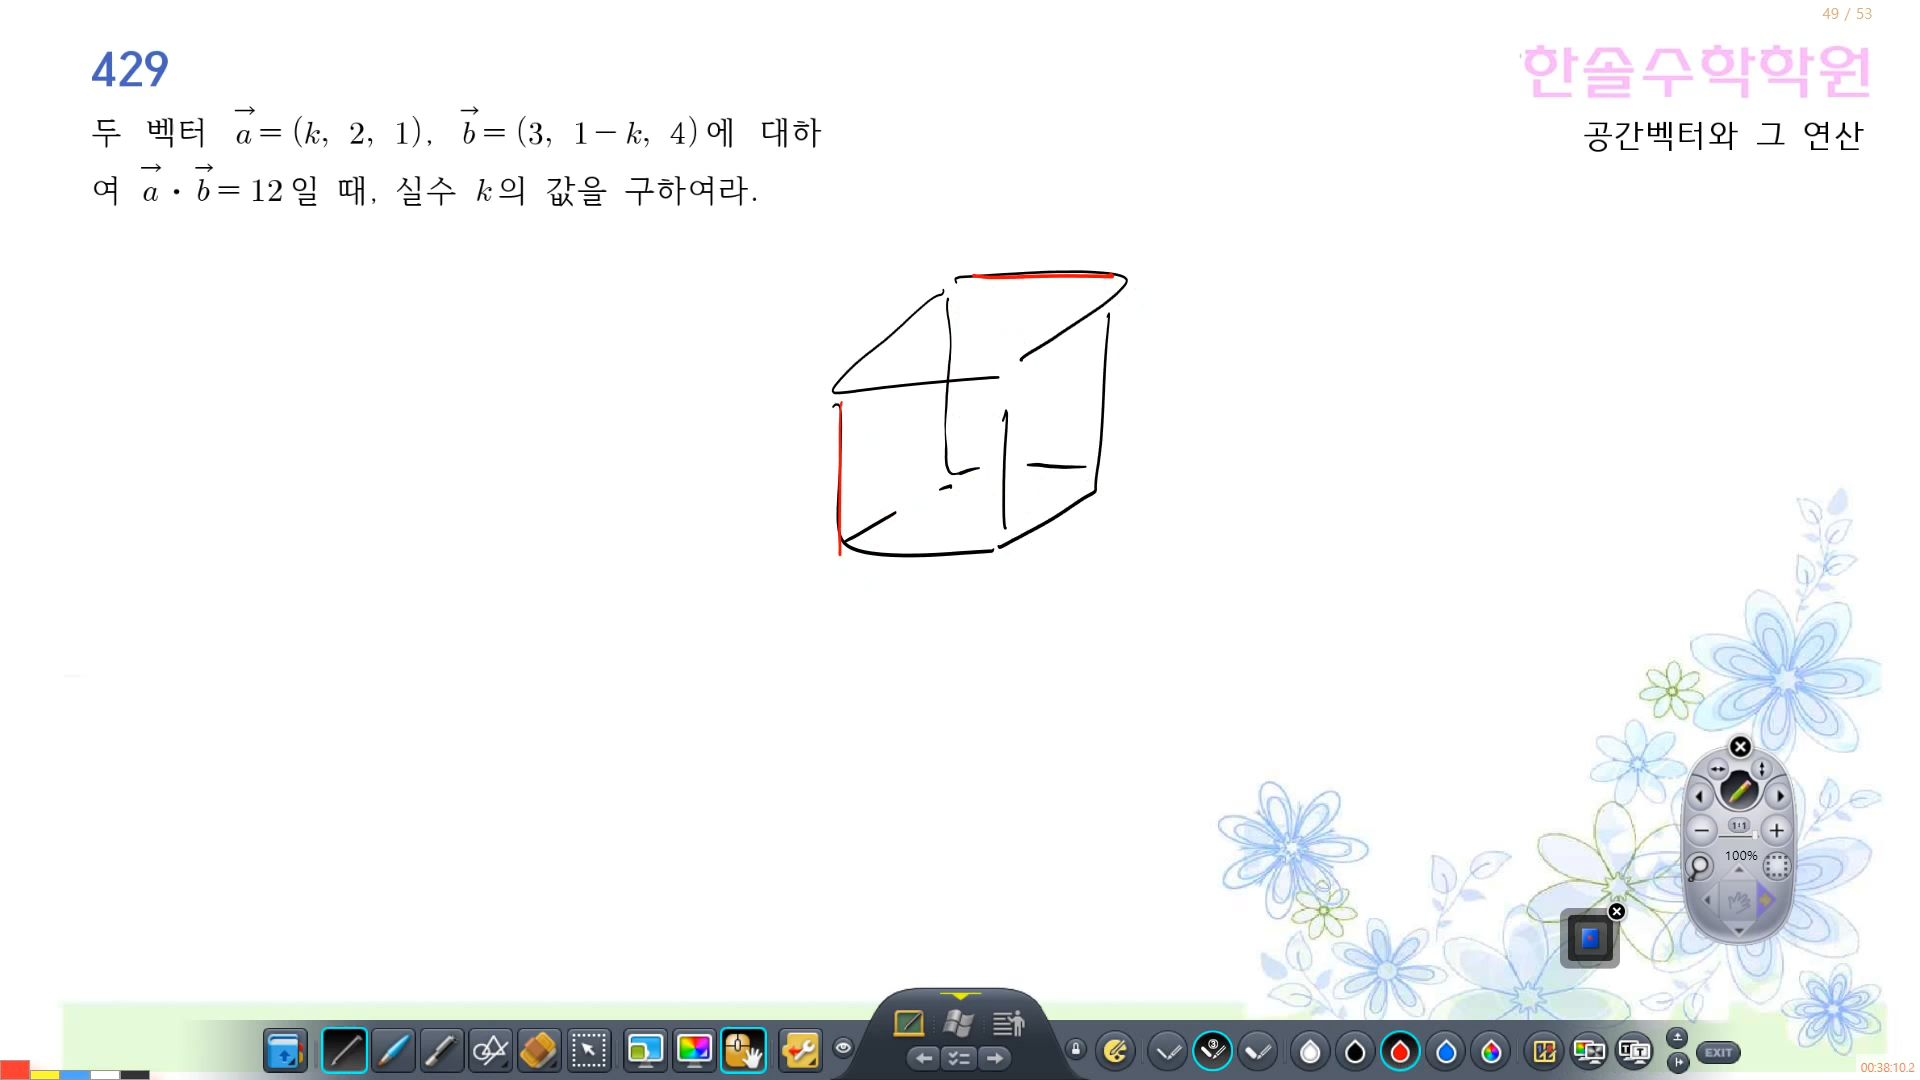 49 / 53
429
한솔수학학원
두 벡터 a⃗ = (k, 2, 1), b⃗ = (3, 1 − k, 4)에 대하
공간벡터와 그 연산
여 a⃗ · b⃗ = 12일 때, 실수 k의 값을 구하여라.
1:1
100%
3
T T
EXIT
00:38:10.2